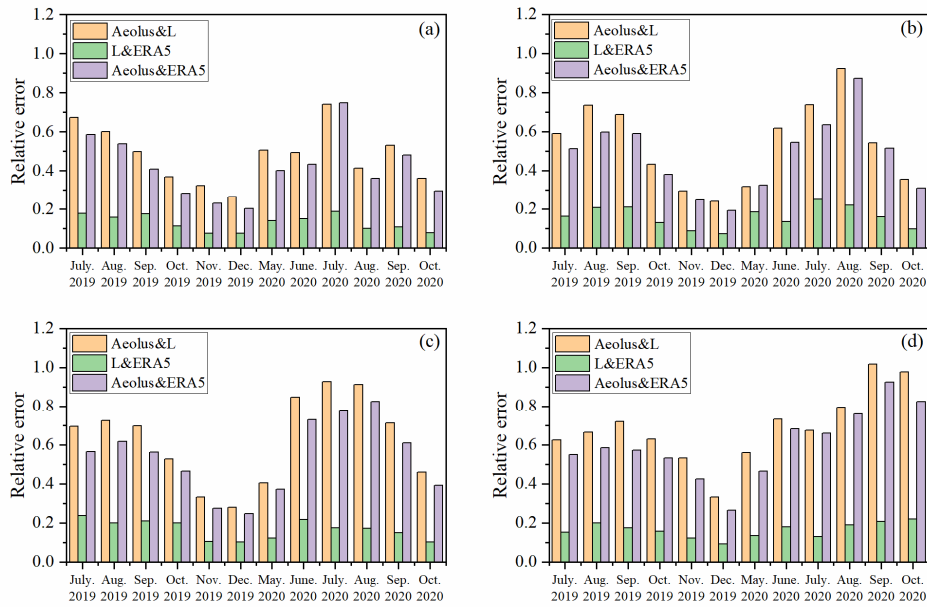 (a)
Aeolus&L
L&ERA5
Aeolus&ERA5
Relative error
1.2
1.0
0.8
0.6
0.4
0.2
0.0
July. Aug. Sep. Oct. Nov. Dec. May. June. July. Aug. Sep. Oct.
2019 2019 2019 2019 2019 2019 2020 2020 2020 2020 2020 2020
(b)
Aeolus&L
L&ERA5
Aeolus&ERA5
Relative error
1.2
1.0
0.8
0.6
0.4
0.2
0.0
July. Aug. Sep. Oct. Nov. Dec. May. June. July. Aug. Sep. Oct.
2019 2019 2019 2019 2019 2019 2020 2020 2020 2020 2020 2020
(c)
Aeolus&L
L&ERA5
Aeolus&ERA5
Relative error
1.2
1.0
0.8
0.6
0.4
0.2
0.0
July. Aug. Sep. Oct. Nov. Dec. May. June. July. Aug. Sep. Oct.
2019 2019 2019 2019 2019 2019 2020 2020 2020 2020 2020 2020
(d)
Aeolus&L
L&ERA5
Aeolus&ERA5
Relative error
1.2
1.0
0.8
0.6
0.4
0.2
0.0
July. Aug. Sep. Oct. Nov. Dec. May. June. July. Aug. Sep. Oct.
2019 2019 2019 2019 2019 2019 2020 2020 2020 2020 2020 2020